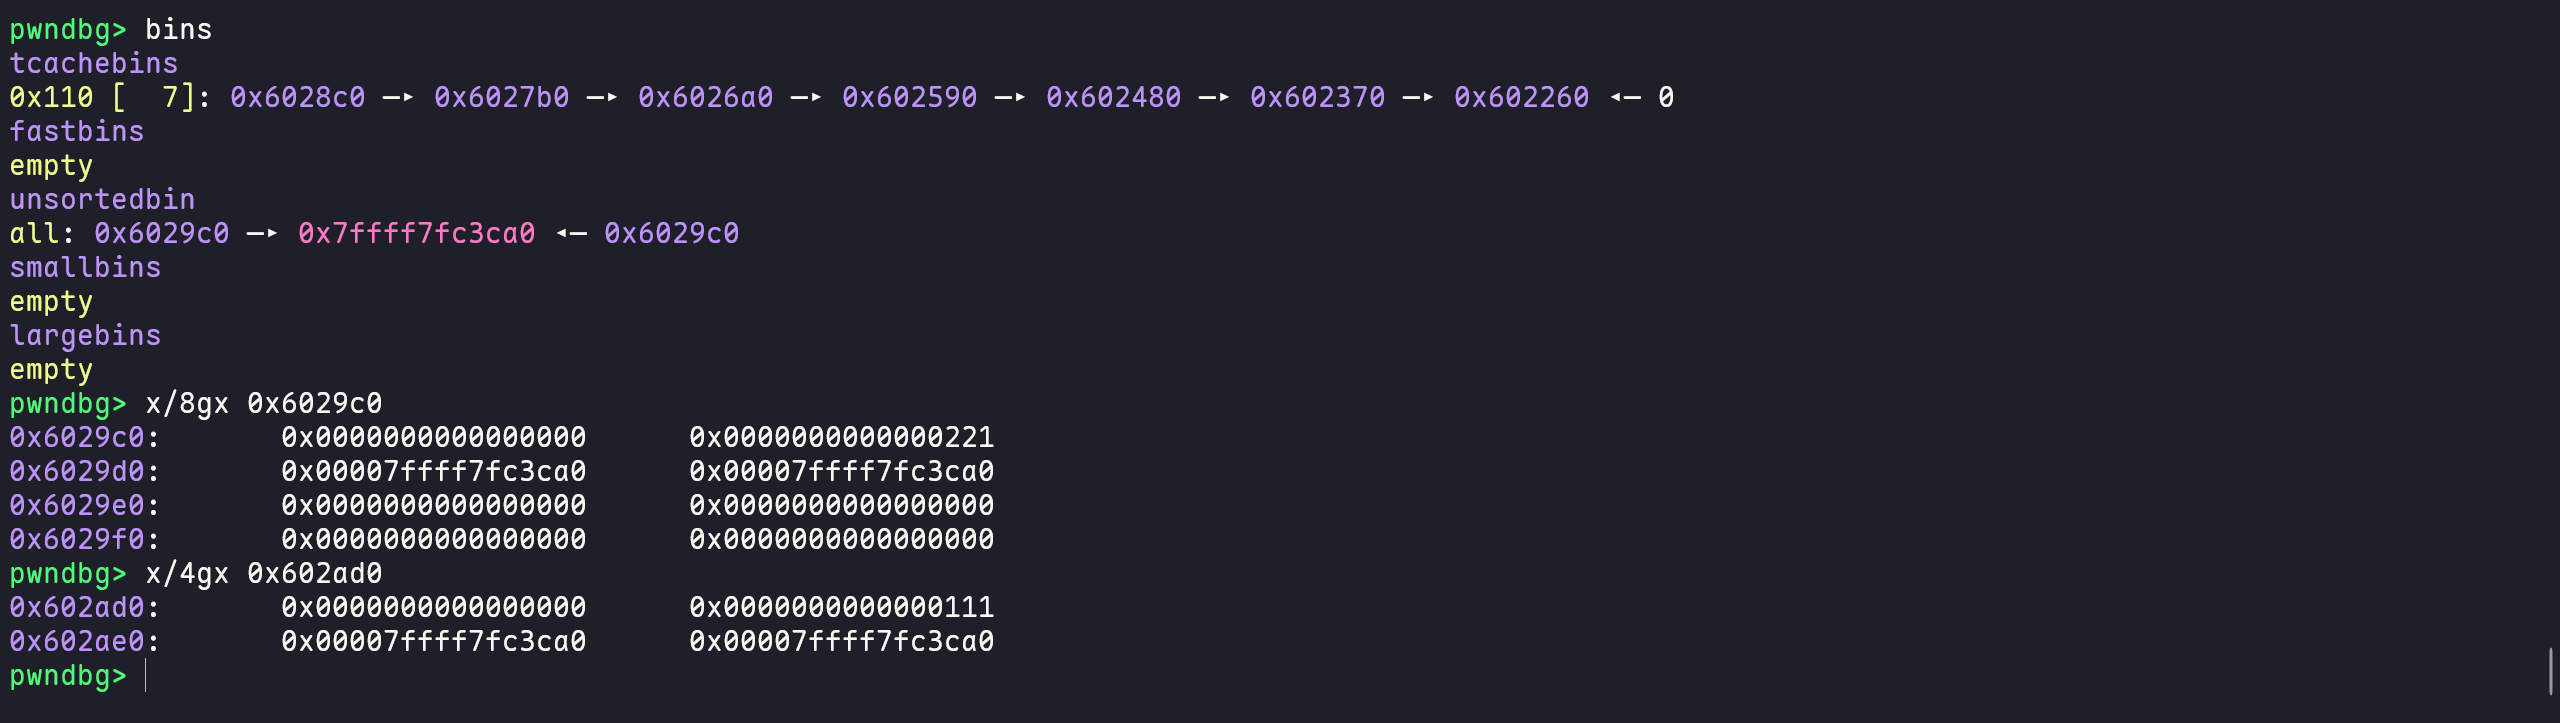 pwndbg> bins
tcachebins
0x110 [  7]: 0x6028c0 —▸ 0x6027b0 —▸ 0x6026a0 —▸ 0x602590 —▸ 0x602480 —▸ 0x602370 —▸ 0x602260 ◂— 0
fastbins
empty
unsortedbin
all: 0x6029c0 —▸ 0x7ffff7fc3ca0 ◂— 0x6029c0
smallbins
empty
largebins
empty
pwndbg> x/8gx 0x6029c0
0x6029c0:       0x0000000000000000      0x0000000000000221
0x6029d0:       0x00007ffff7fc3ca0      0x00007ffff7fc3ca0
0x6029e0:       0x0000000000000000      0x0000000000000000
0x6029f0:       0x0000000000000000      0x0000000000000000
pwndbg> x/4gx 0x602ad0
0x602ad0:       0x0000000000000000      0x0000000000000111
0x602ae0:       0x00007ffff7fc3ca0      0x00007ffff7fc3ca0
pwndbg>